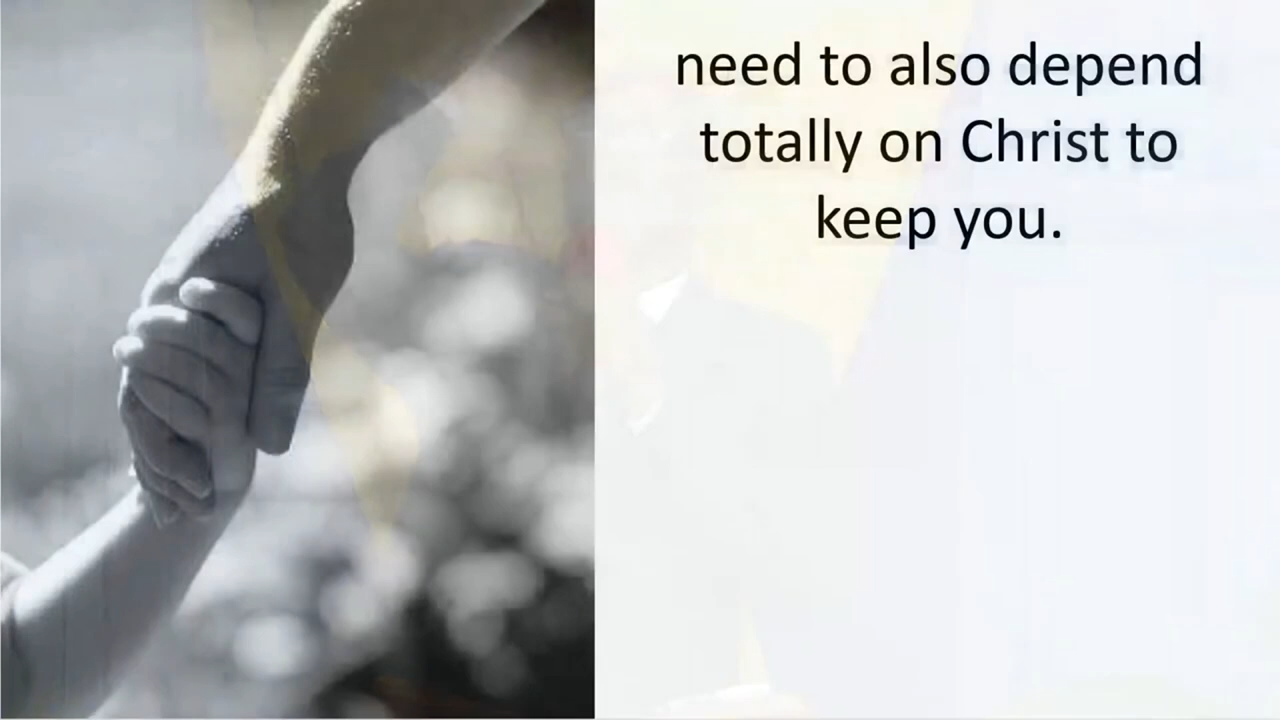 need to also depend
totally on Christ to
keep you.